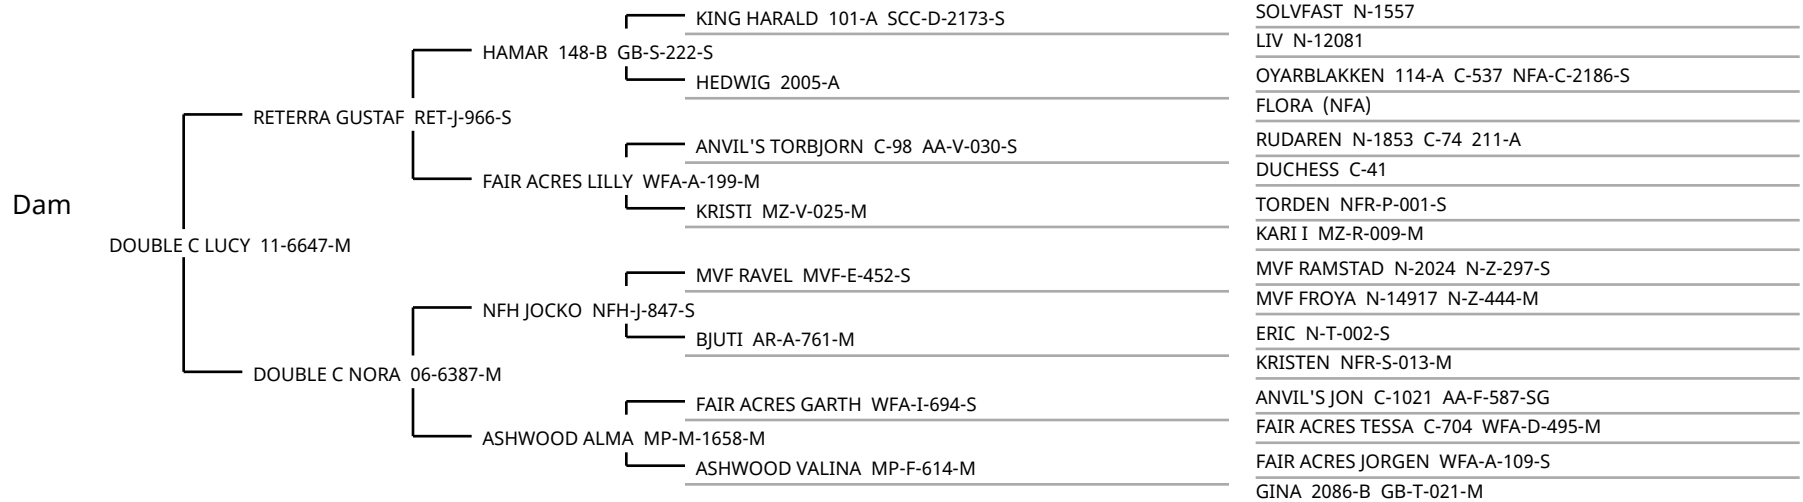 KING HARALD 101-A SCC-D-2173-S
SOLVFAST N-1557
LIV N-12081
HAMAR 148-B GB-S-222-S
HEDWIG 2005-A
OYARBLAKKEN 114-A C-537 NFA-C-2186-S
FLORA (NFA)
RETERRA GUSTAF RET-J-966-S
ANVIL'S TORBJORN C-98 AA-V-030-S
RUDAREN N-1853 C-74 211-A
DUCHESS C-41
FAIR ACRES LILLY WFA-A-199-M
KRISTI MZ-V-025-M
TORDEN NFR-P-001-S
KARI I MZ-R-009-M
Dam
DOUBLE C LUCY 11-6647-M
MVF RAVEL MVF-E-452-S
MVF RAMSTAD N-2024 N-Z-297-S
MVF FROYA N-14917 N-Z-444-M
NFH JOCKO NFH-J-847-S
BJUTI AR-A-761-M
ERIC N-T-002-S
KRISTEN NFR-S-013-M
DOUBLE C NORA 06-6387-M
FAIR ACRES GARTH WFA-I-694-S
ANVIL'S JON C-1021 AA-F-587-SG
FAIR ACRES TESSA C-704 WFA-D-495-M
ASHWOOD ALMA MP-M-1658-M
ASHWOOD VALINA MP-F-614-M
FAIR ACRES JORGEN WFA-A-109-S
GINA 2086-B GB-T-021-M